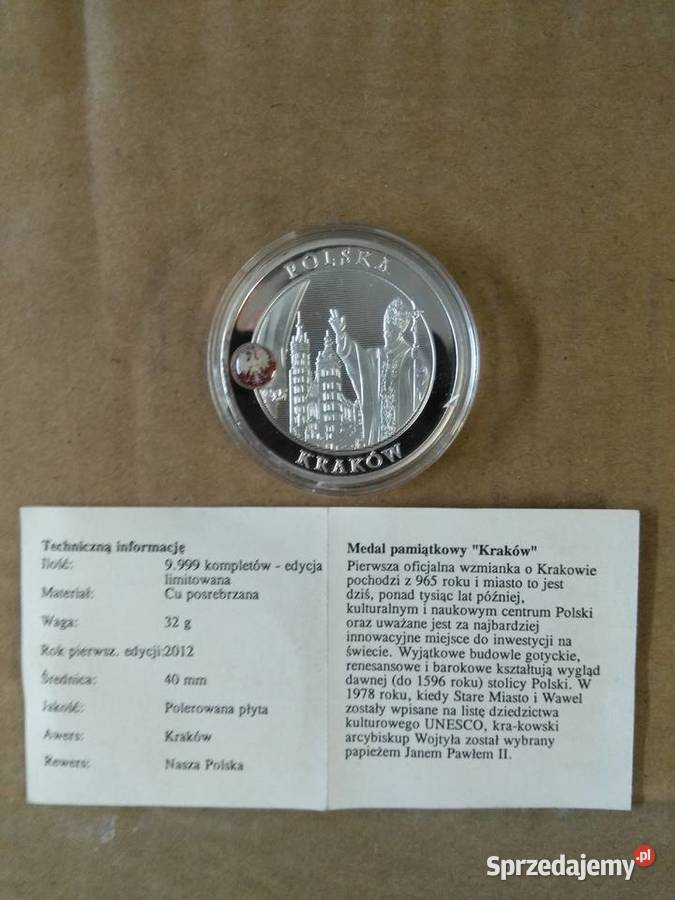 POLSKA
KRAKÓW
Techniczną informację
Ilość: 9.999 kompletów - edycja
limitowana
Materiał: Cu posrebrzana
Waga: 32 g
Rok pierwsz. edycji:2012
Średnica: 40 mm
Jakość: Polerowana płyta
Awers: Kraków
Rewers: Nasza Polska
Medal pamiątkowy "Kraków"
Pierwsza oficjalna wzmianka o Krakowie
pochodzi z 965 roku i miasto to jest
dziś, ponad tysiąc lat później,
kulturalnym i naukowym centrum Polski
oraz uważane jest za najbardziej
innowacyjne miejsce do inwestycji na
świecie. Wyjątkowe budowle gotyckie,
renesansowe i barokowe kształtują wygląd
dawnej (do 1596 roku) stolicy Polski. W
1978 roku, kiedy Stare Miasto i Wawel
zostały wpisane na listę dziedzictwa
kulturowego UNESCO, kra-kowski
arcybiskup Wojtyła został wybrany
papieżem Janem Pawłem II.
Sprzedajemy.pl